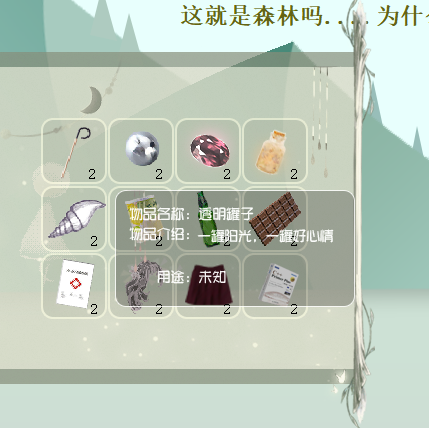 这就是森林吗....为什
2 2 2 2
物品名称：透明罐子
物品介绍：一罐阳光，一罐好心情
2 2 2 2
用途：未知
2 2 2 2